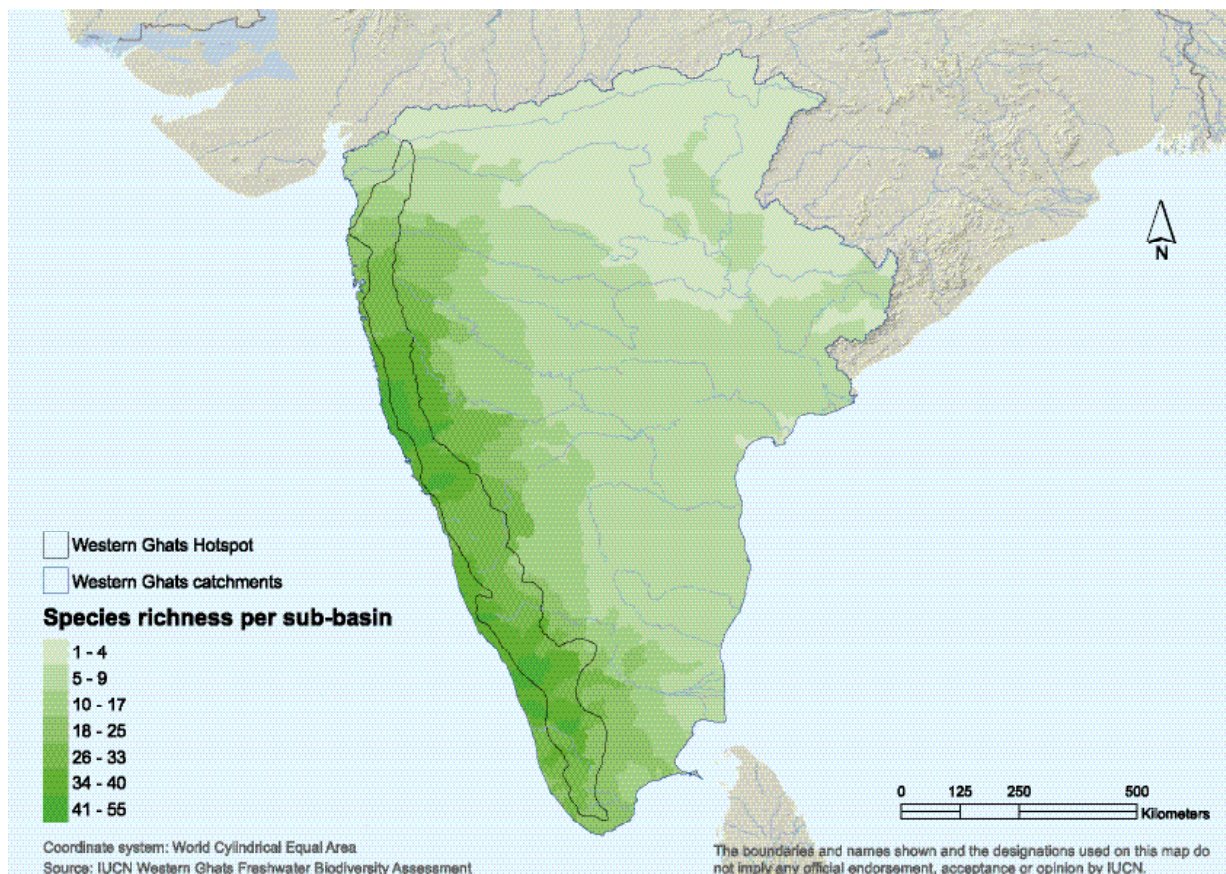 N
Western Ghats Hotspot
Western Ghats catchments
Species richness per sub-basin
1 - 4
5 - 9
10 - 17
18 - 25
26 - 33
34 - 40
41 - 55
0 125 250 500
Kilometers
Coordinate system: World Cylindrical Equal Area
Source: IUCN Western Ghats Freshwater Biodiversity Assessment
The boundaries and names shown and the designations used on this map do
not imply any official endorsement, acceptance or opinion by IUCN.